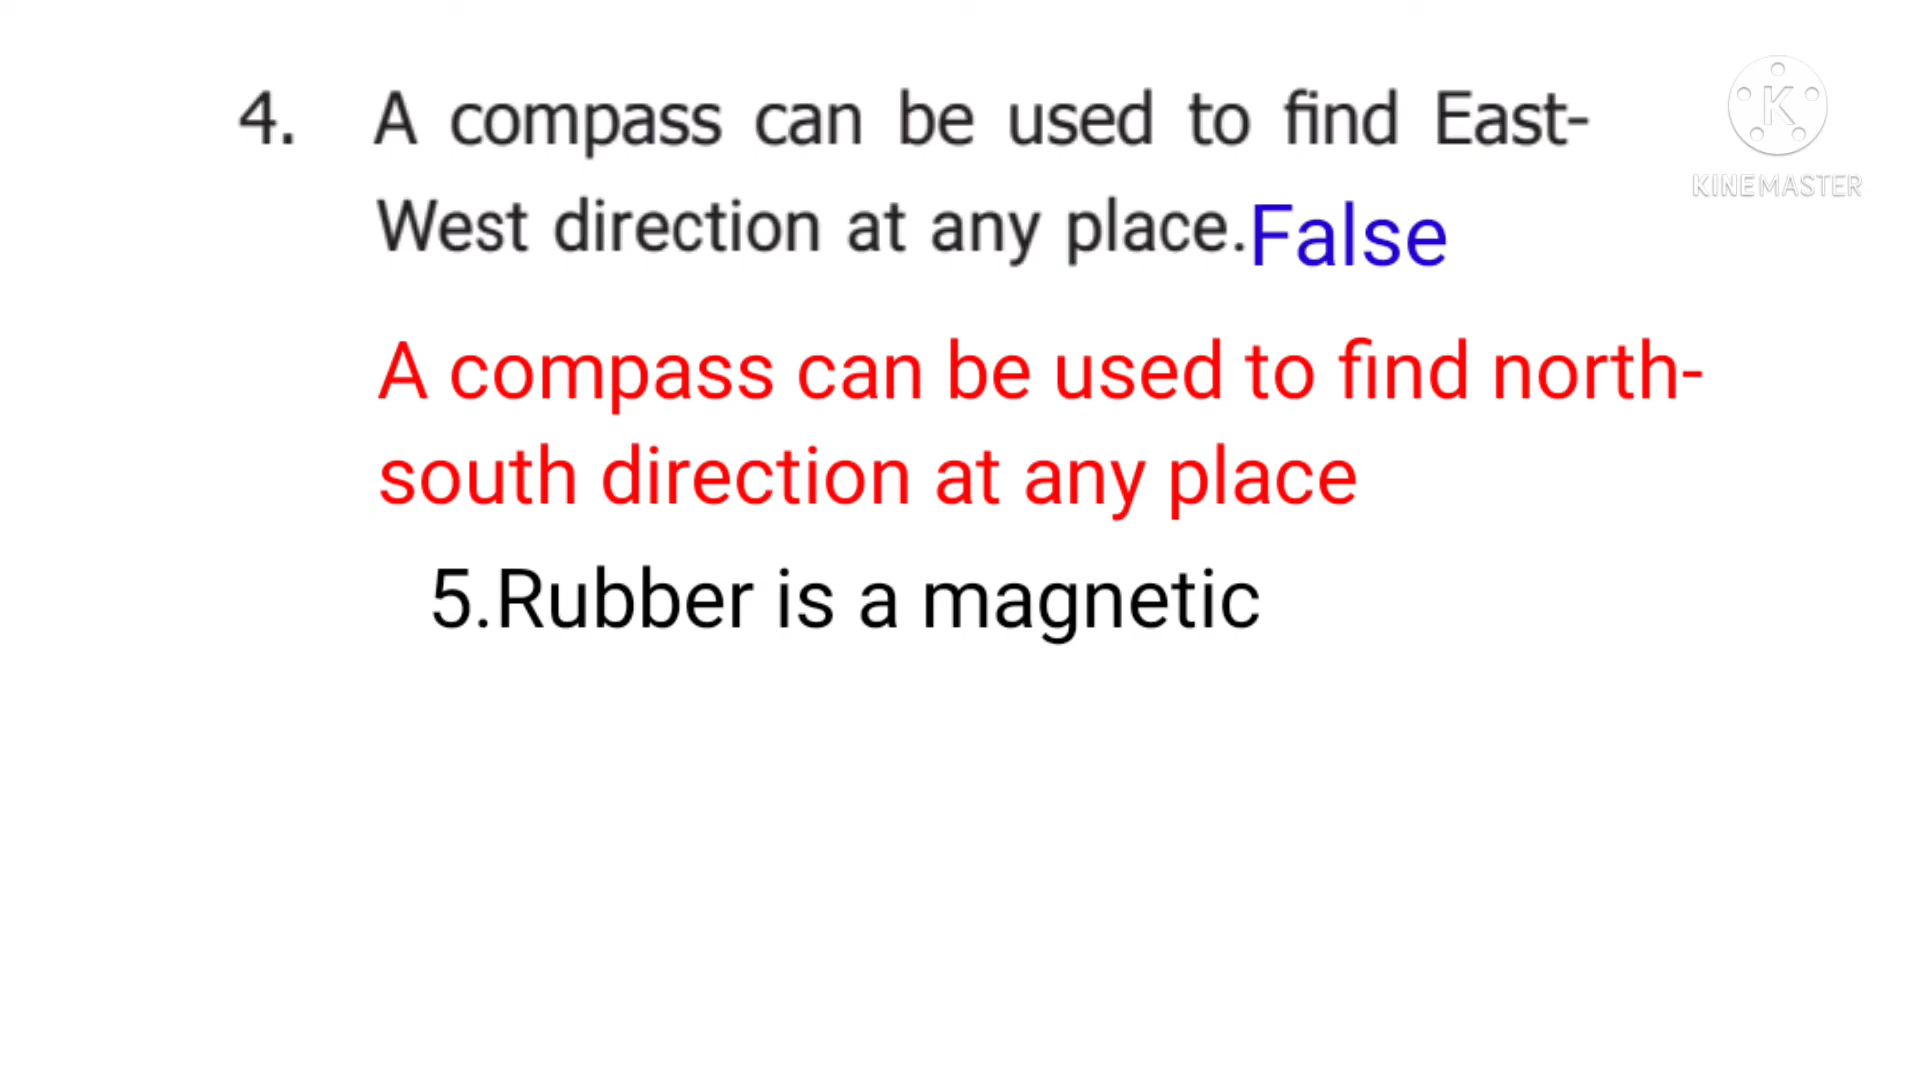 4. A compass can be used to find East-
West direction at any place.False
A compass can be used to find north-
south direction at any place
5.Rubber is a magnetic
K
KINEMASTER